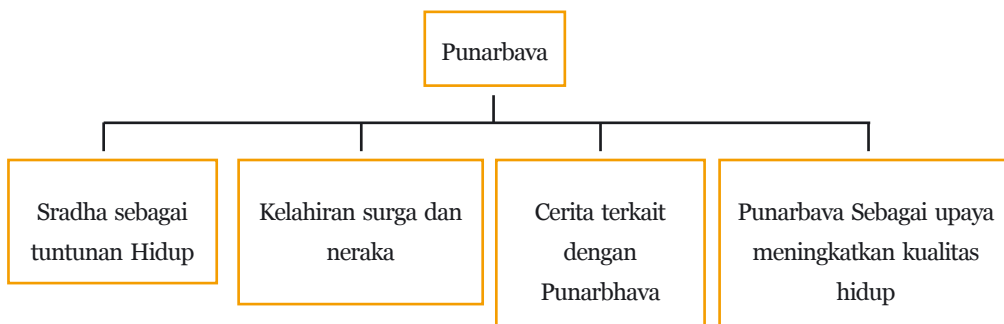 Punarbava
Sradha sebagai
tuntunan Hidup
Kelahiran surga dan
neraka
Cerita terkait
dengan
Punarbhava
Punarbava Sebagai upaya
meningkatkan kualitas
hidup